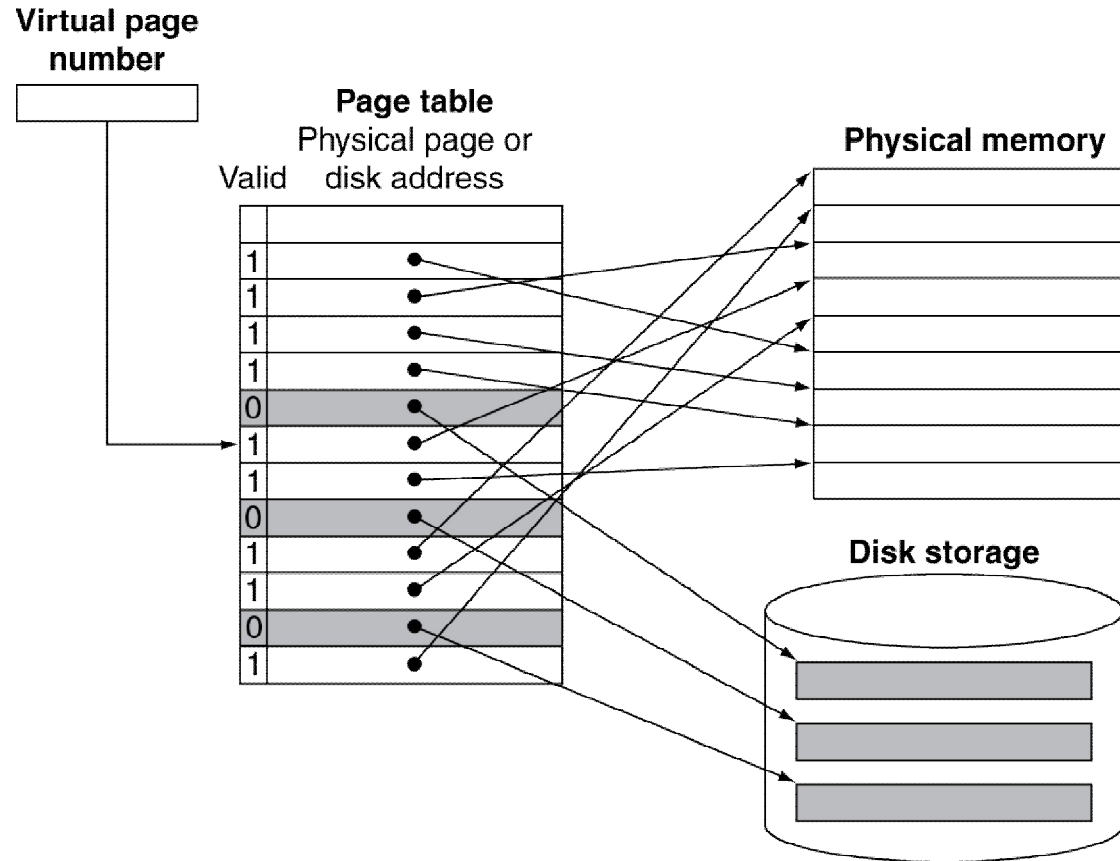 Virtual page
number
Page table
Physical page or
Valid disk address
1
1
1
1
0
1
1
0
1
1
0
1
Physical memory
Disk storage